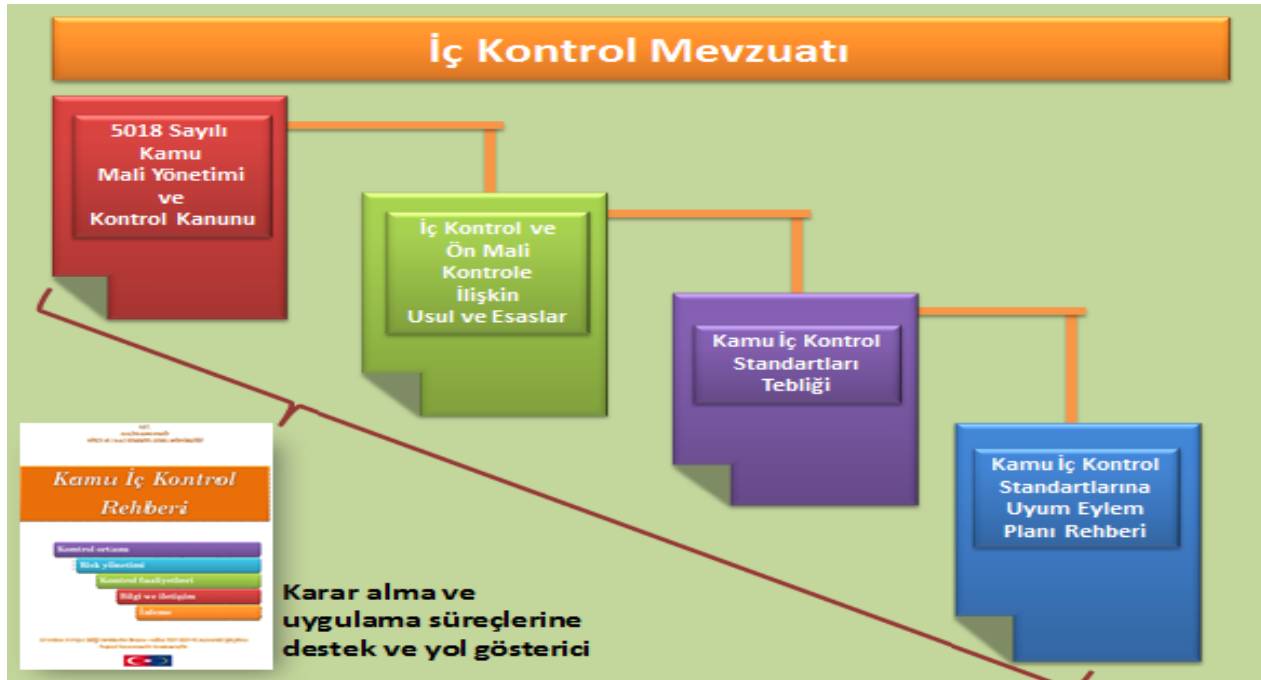 İç Kontrol Mevzuatı
5018 Sayılı
Kamu
Mali Yönetimi
ve
Kontrol Kanunu
İç Kontrol ve
Ön Mali
Kontrole
İlişkin
Usul ve Esaslar
Kamu İç Kontrol
Standartları
Tebliği
Kamu İç Kontrol
Standartlarına
Uyum Eylem
Planı Rehberi
Kamu İç Kontrol
Rehberi
Kontrol ortamı
Risk yönetimi
Kontrol faaliyetleri
Bilgi ve iletişim
İzleme
Karar alma ve
uygulama süreçlerine
destek ve yol gösterici